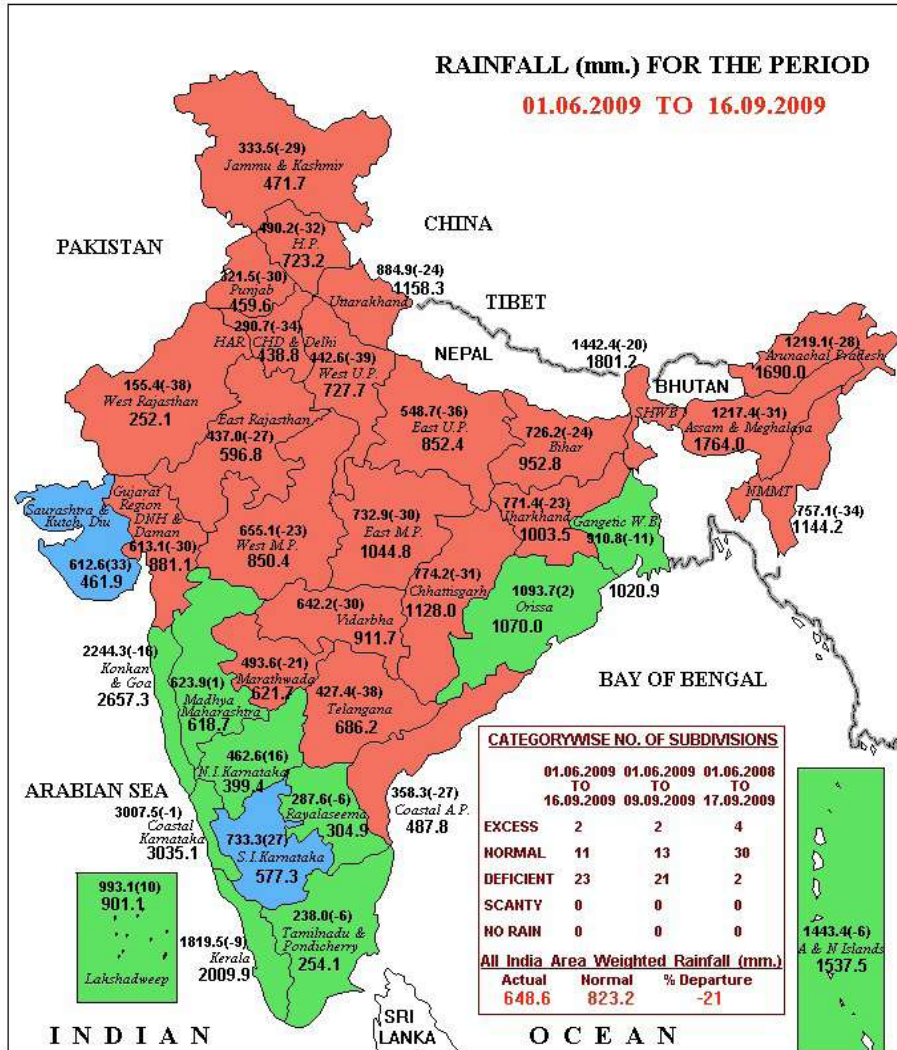 RAINFALL (mm.) FOR THE PERIOD
01.06.2009 TO 16.09.2009
333.5(-29)
Jammu & Kashmir
471.7
CHINA
PAKISTAN
490.2(-32)
H.P.
723.2
321.5(-30)
Punjab
459.6
884.9(-24)
1158.3
Uttarakhand
TIBET
290.7(-34)
HAR. CHD & Delhi
438.8
NEPAL
442.6(-39)
West U.P.
727.7
1442.4(-20)
1801.2
BHUTAN
1219.1(-28)
Arunachal Pradesh
1690.0
155.4(-38)
West Rajasthan
252.1
East Rajasthan
437.0(-27)
596.8
548.7(-36)
East U.P.
852.4
726.2(-24)
Bihar
952.8
SHWB
1217.4(-31)
Assam & Meghalaya
1764.0
NMMT
757.1(-34)
1144.2
Saurashtra &
Kutch, Diu
612.6(33)
461.9
Gujarat
Region
DNH &
Daman
613.1(-30)
881.1
655.1(-23)
West M.P.
850.4
732.9(-30)
East M.P.
1044.8
771.4(-23)
Jharkhand
1003.5
Gangetic W.B
910.8(-11)
1020.9
774.2(-31)
Chhattisgarh
1128.0
1093.7(2)
Orissa
1070.0
642.2(-30)
Vidarbha
911.7
2244.3(-16)
Konkan
& Goa
2657.3
623.9(1)
Madhya
Maharashtra
618.7
493.6(-21)
Marathwada
621.7
427.4(-38)
Telangana
686.2
BAY OF BENGAL
462.6(16)
N.I.Karnataka
399.4
ARABIAN SEA
3007.5(-1)
Coastal
Karnataka
3035.1
287.6(-6)
Rayalaseema
304.9
358.3(-27)
Coastal A.P.
487.8
733.3(27)
S.I.Karnataka
577.3
993.1(10)
901.1
Lakshadweep
1819.5(-9)
Kerala
2009.9
238.0(-6)
Tamilnadu &
Pondicherry
254.1
SRI
LANKA
INDIAN OCEAN
CATEGORYWISE NO. OF SUBDIVISIONS
01.06.2009 01.06.2009 01.06.2008
TO TO TO
16.09.2009 09.09.2009 17.09.2009
EXCESS 2 2 4
NORMAL 11 13 30
DEFICIENT 23 21 2
SCANTY 0 0 0
NO RAIN 0 0 0
All India Area Weighted Rainfall (mm.)
Actual Normal % Departure
648.6 823.2 -21
1443.4(-6)
A & N Islands
1537.5